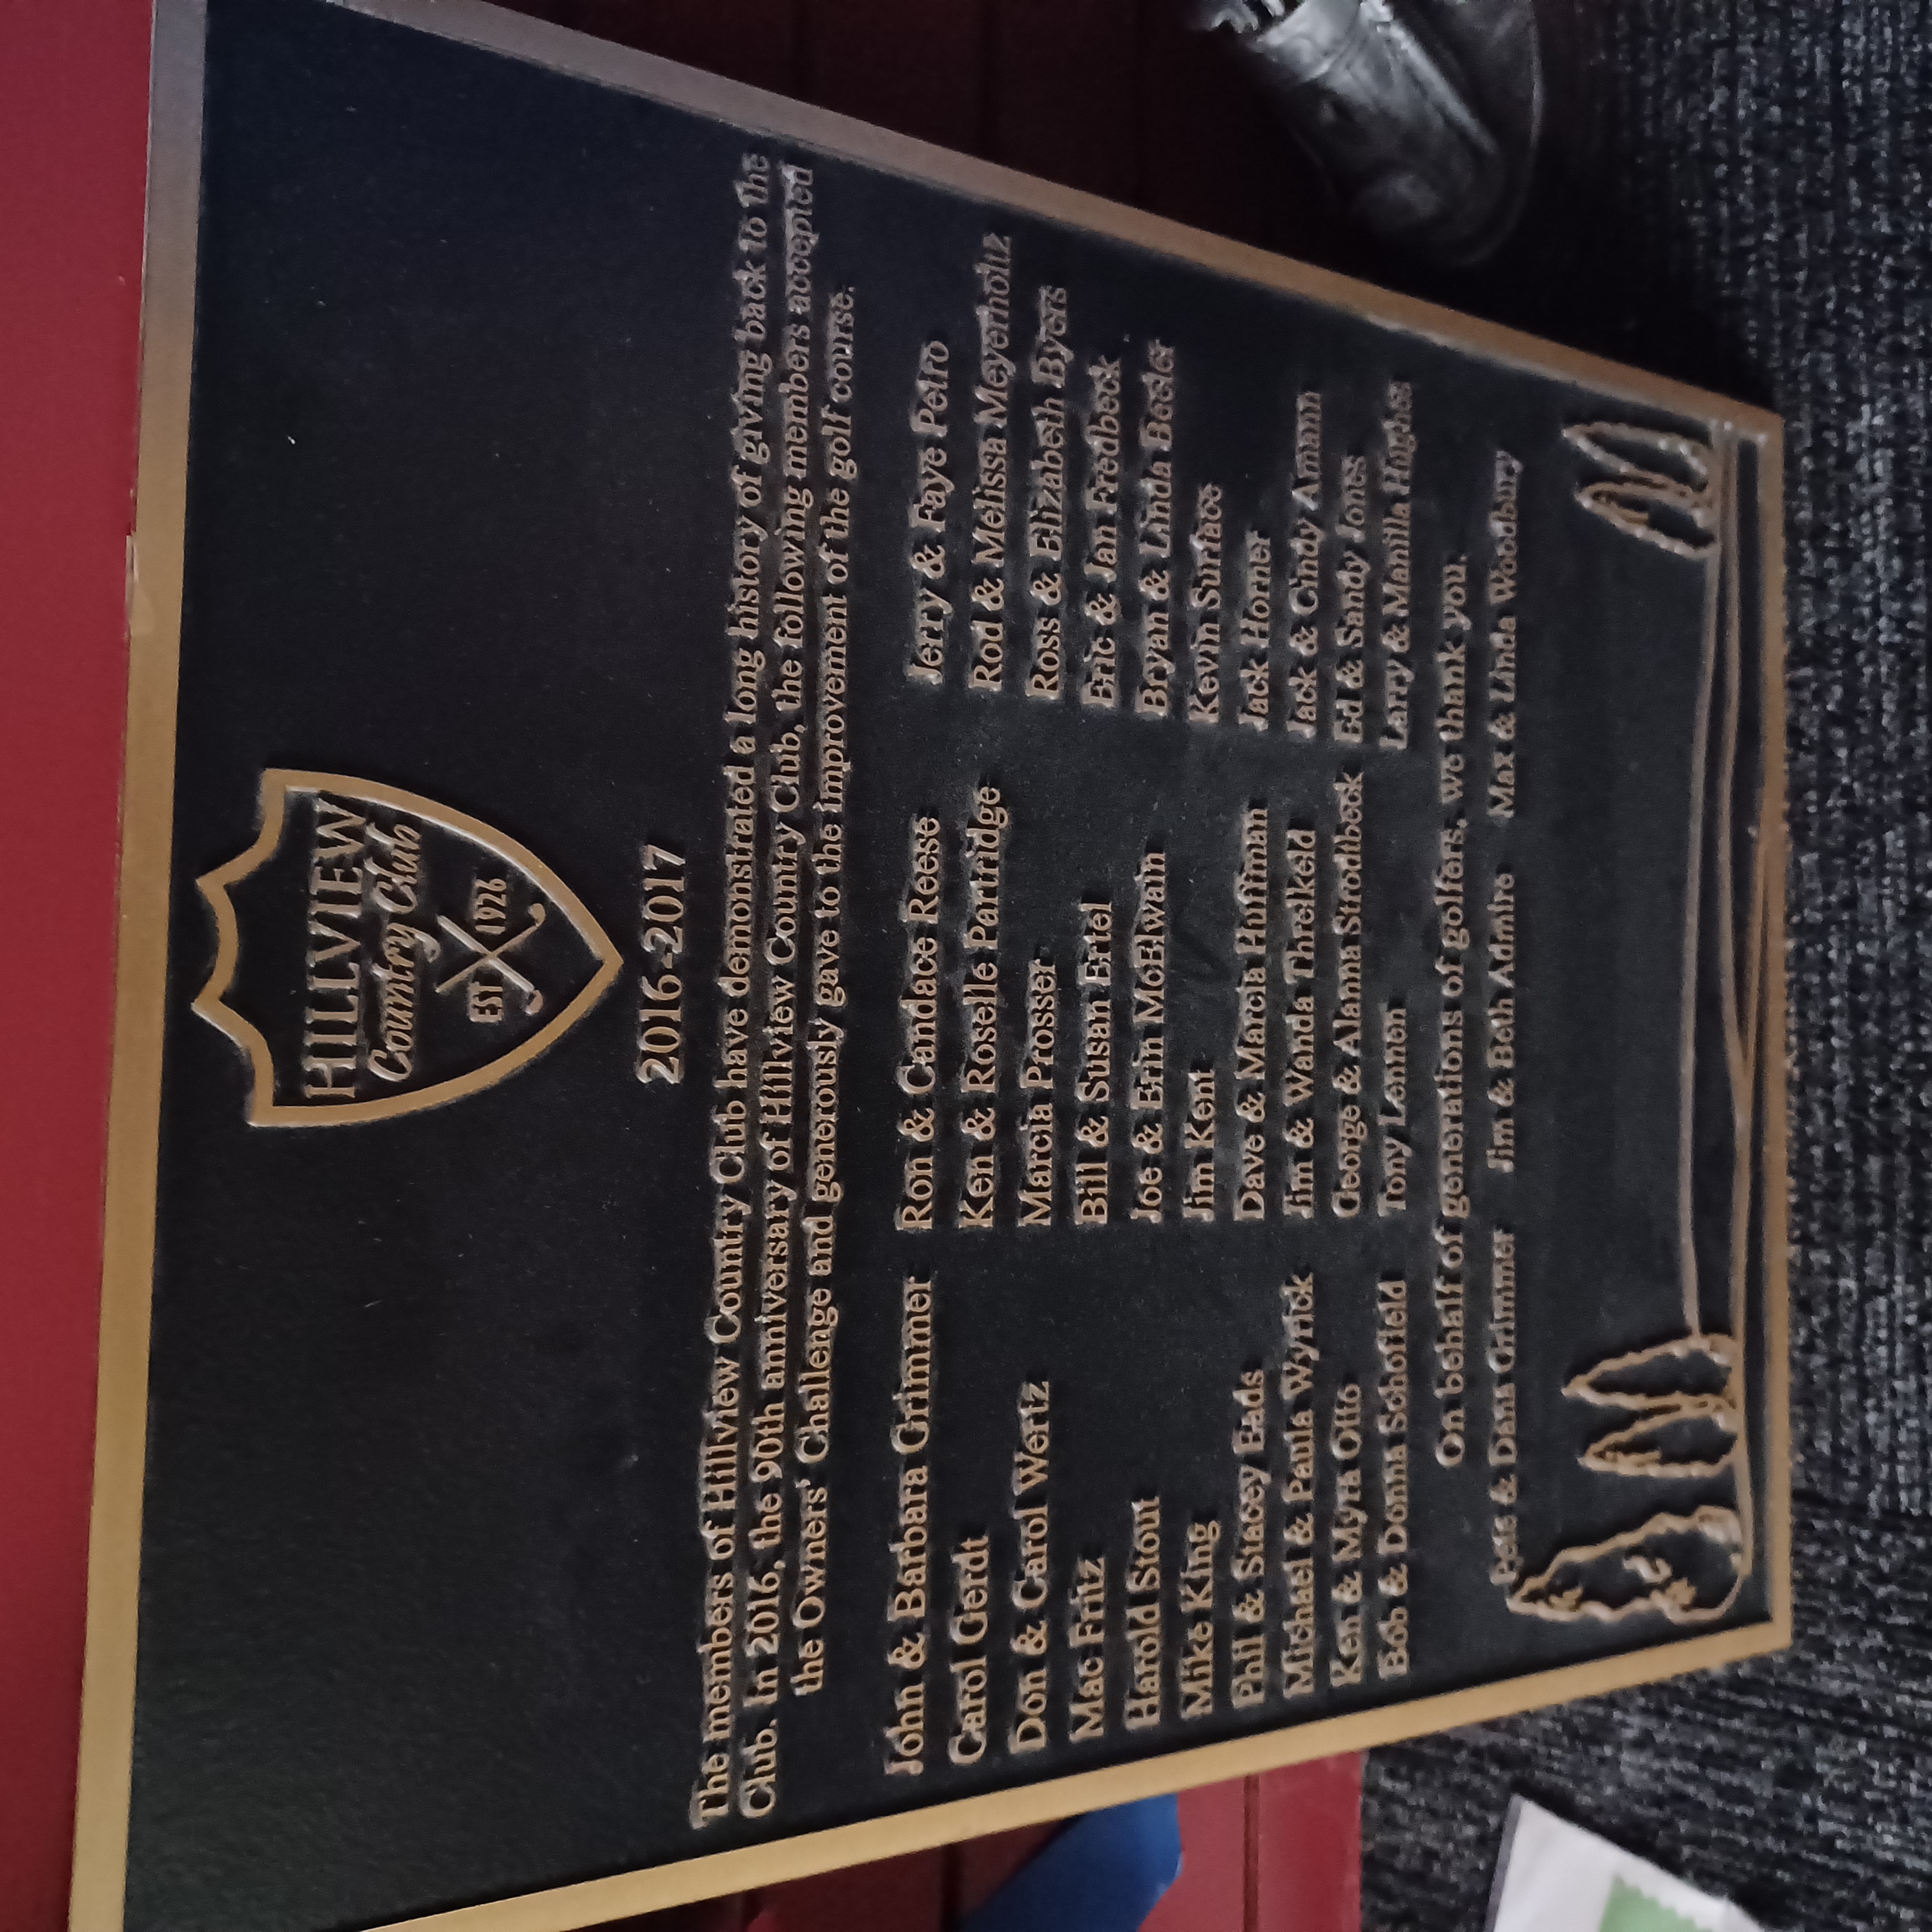 HILLVIEW
Country Club
EST 1926
2016-2017
The members of Hillview Country Club have demonstrated a long history of giving back to the
Club. In 2016, the 90th anniversary of Hillview Country Club, the following members accepted
the Owners' Challenge and generously gave to the improvement of the golf course.
John & Barbara Grimmer Ron & Candace Reese Jerry & Faye Petro
Carol Gerdt Ken & Roselle Partridge Rod & Melissa Meyerholtz
Don & Carol Wertz Marcia Prosser Ross & Elizabeth Byers
Mac Fritz Bill & Susan Ertel Eric & Jan Fredbeck
Harold Stout Joe & Erin McElwain Bryan & Linda Beeler
Mike King Jim Kent Kevin Surface
Phil & Stacey Eads Dave & Marcia Huffman Jack Horner
Michael & Paula Wyrick Jim & Wanda Threlkeld Jack & Cindy Amann
Ken & Myra Otto George & Alanna Strodtbeck Ed & Sandy Jones
Bob & Donna Schofield Tony Lennen Larry & Manilla Hughes
On behalf of generations of golfers, we thank you.
Pete & Dana Grimmer Jim & Beth Admire Max & Linda Woodbury